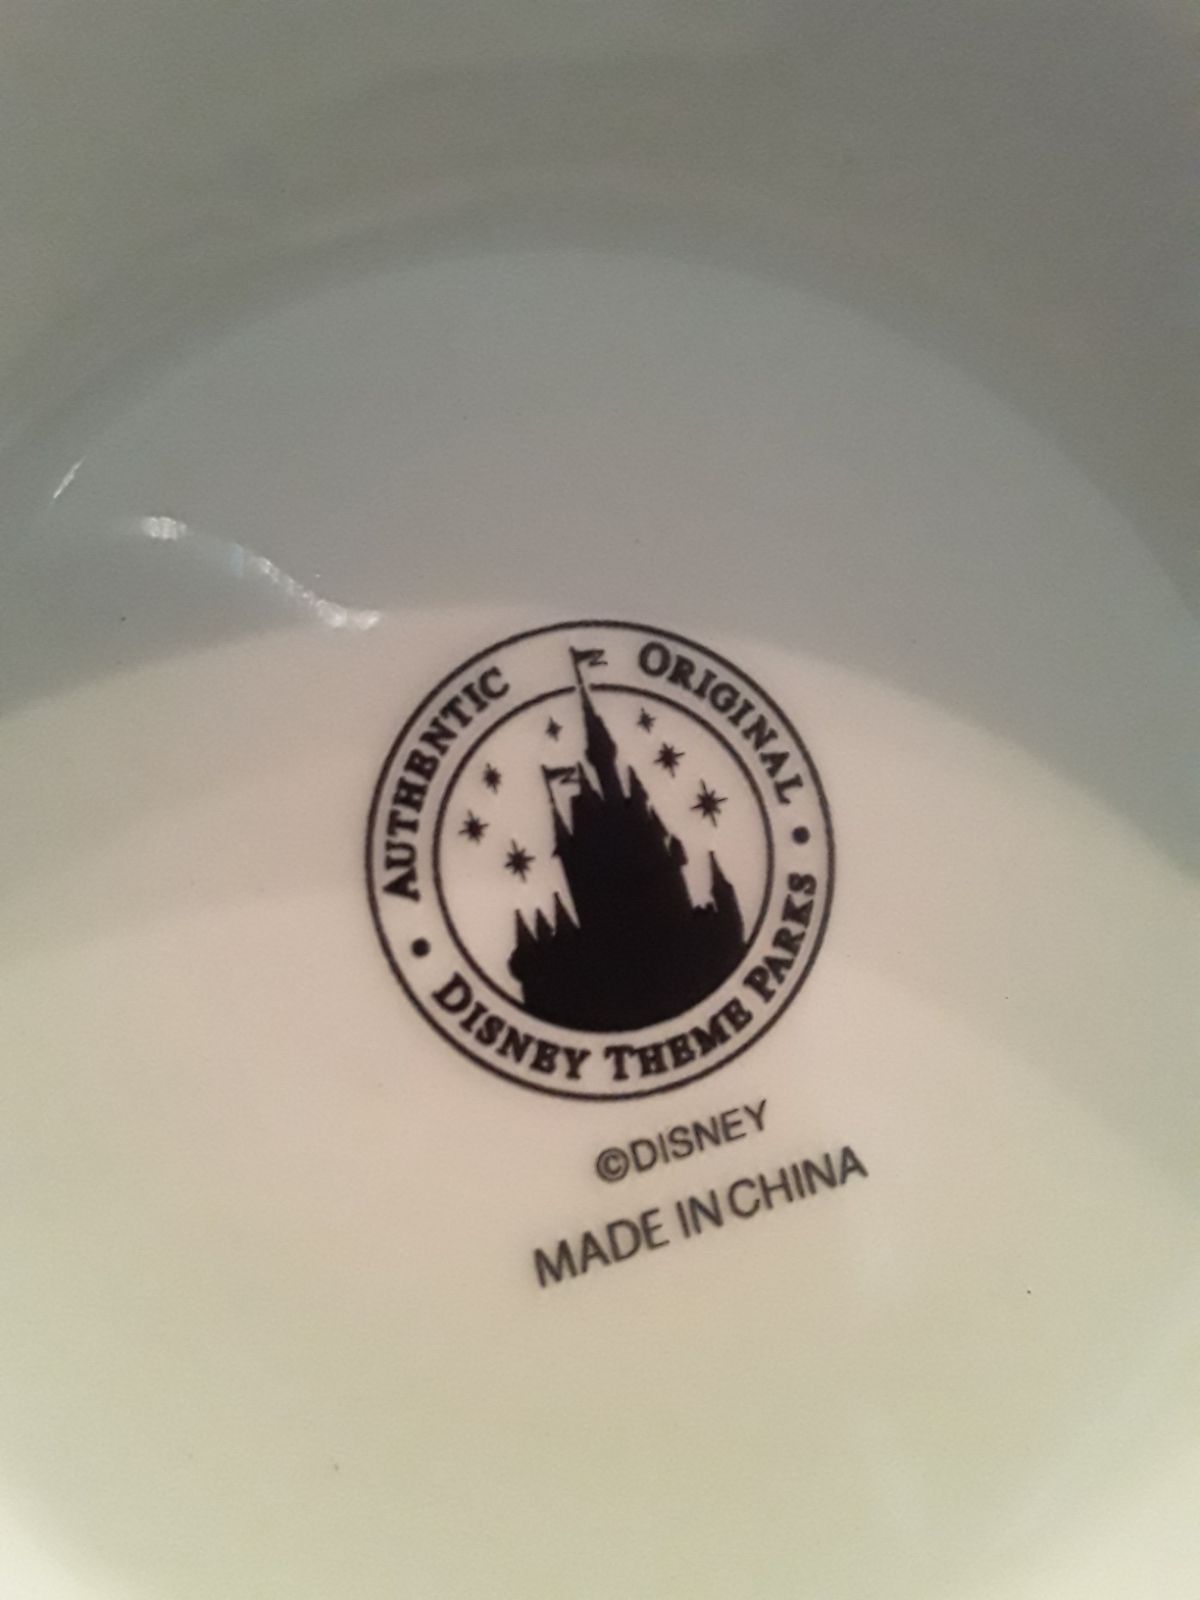 AUTHENTIC ORIGINAL
• DISNEY THEME PARKS •
©DISNEY
MADE IN CHINA